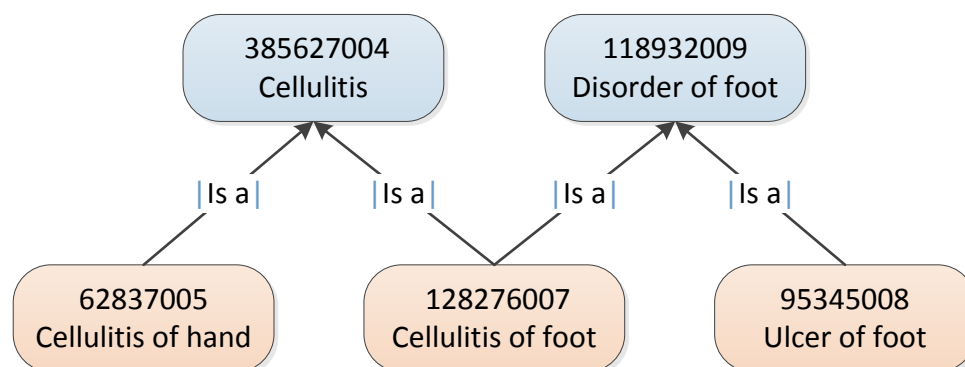 385627004
Cellulitis
118932009
Disorder of foot
|Is a|
|Is a|
|Is a|
|Is a|
62837005
Cellulitis of hand
128276007
Cellulitis of foot
95345008
Ulcer of foot